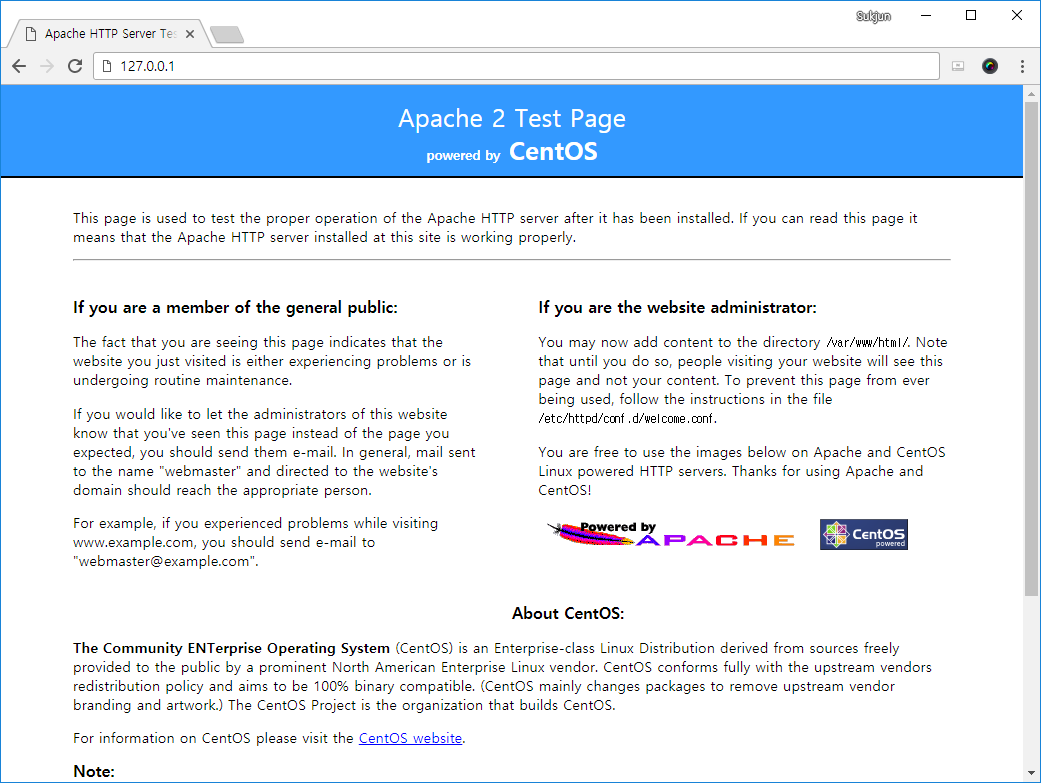 Sukjun
Apache HTTP Server Tes
127.0.0.1
Apache 2 Test Page
powered by CentOS
This page is used to test the proper operation of the Apache HTTP server after it has been installed. If you can read this page it
means that the Apache HTTP server installed at this site is working properly.
If you are a member of the general public:
The fact that you are seeing this page indicates that the
website you just visited is either experiencing problems or is
undergoing routine maintenance.
If you would like to let the administrators of this website
know that you've seen this page instead of the page you
expected, you should send them e-mail. In general, mail sent
to the name "webmaster" and directed to the website's
domain should reach the appropriate person.
For example, if you experienced problems while visiting
www.example.com, you should send e-mail to
"webmaster@example.com".
If you are the website administrator:
You may now add content to the directory /var/www/html/. Note
that until you do so, people visiting your website will see this
page and not your content. To prevent this page from ever
being used, follow the instructions in the file
/etc/httpd/conf.d/welcome.conf.
You are free to use the images below on Apache and CentOS
Linux powered HTTP servers. Thanks for using Apache and
CentOS!
Powered by
APACHE
CentOS
powered
About CentOS:
The Community ENTerprise Operating System (CentOS) is an Enterprise-class Linux Distribution derived from sources freely
provided to the public by a prominent North American Enterprise Linux vendor. CentOS conforms fully with the upstream vendors
redistribution policy and aims to be 100% binary compatible. (CentOS mainly changes packages to remove upstream vendor
branding and artwork.) The CentOS Project is the organization that builds CentOS.
For information on CentOS please visit the CentOS website.
Note: